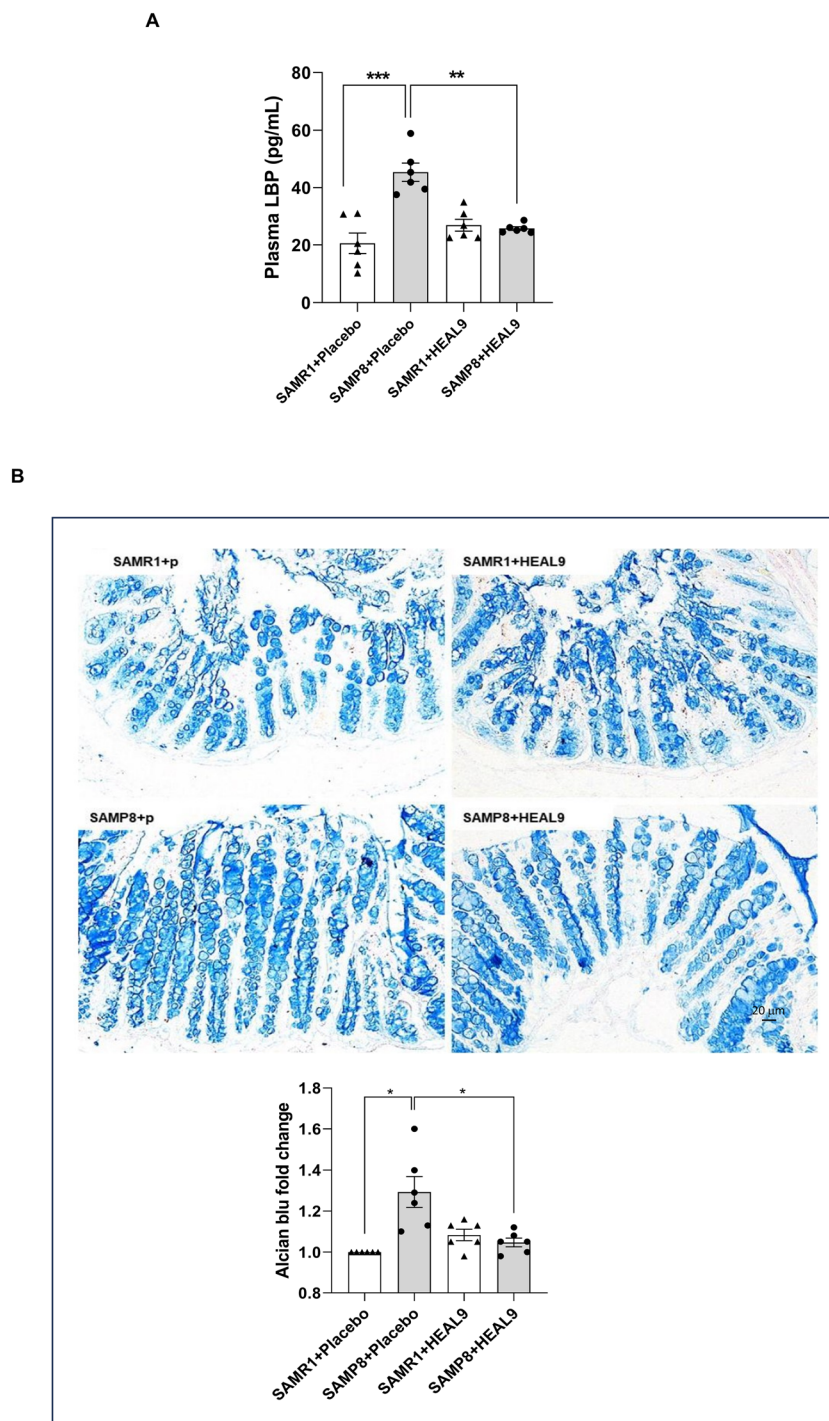 A
80
60
40
20
0
Plasma LBP (pg/mL)
***
**
SAMR1+Placebo
SAMP8+Placebo
SAMR1+HEAL9
SAMP8+HEAL9
B
SAMR1+p
SAMR1+HEAL9
SAMP8+p
SAMP8+HEAL9
20 µm
1.8
1.6
1.4
1.2
1.0
0.8
Alcian blu fold change
*
*
SAMR1+Placebo
SAMP8+Placebo
SAMR1+HEAL9
SAMP8+HEAL9